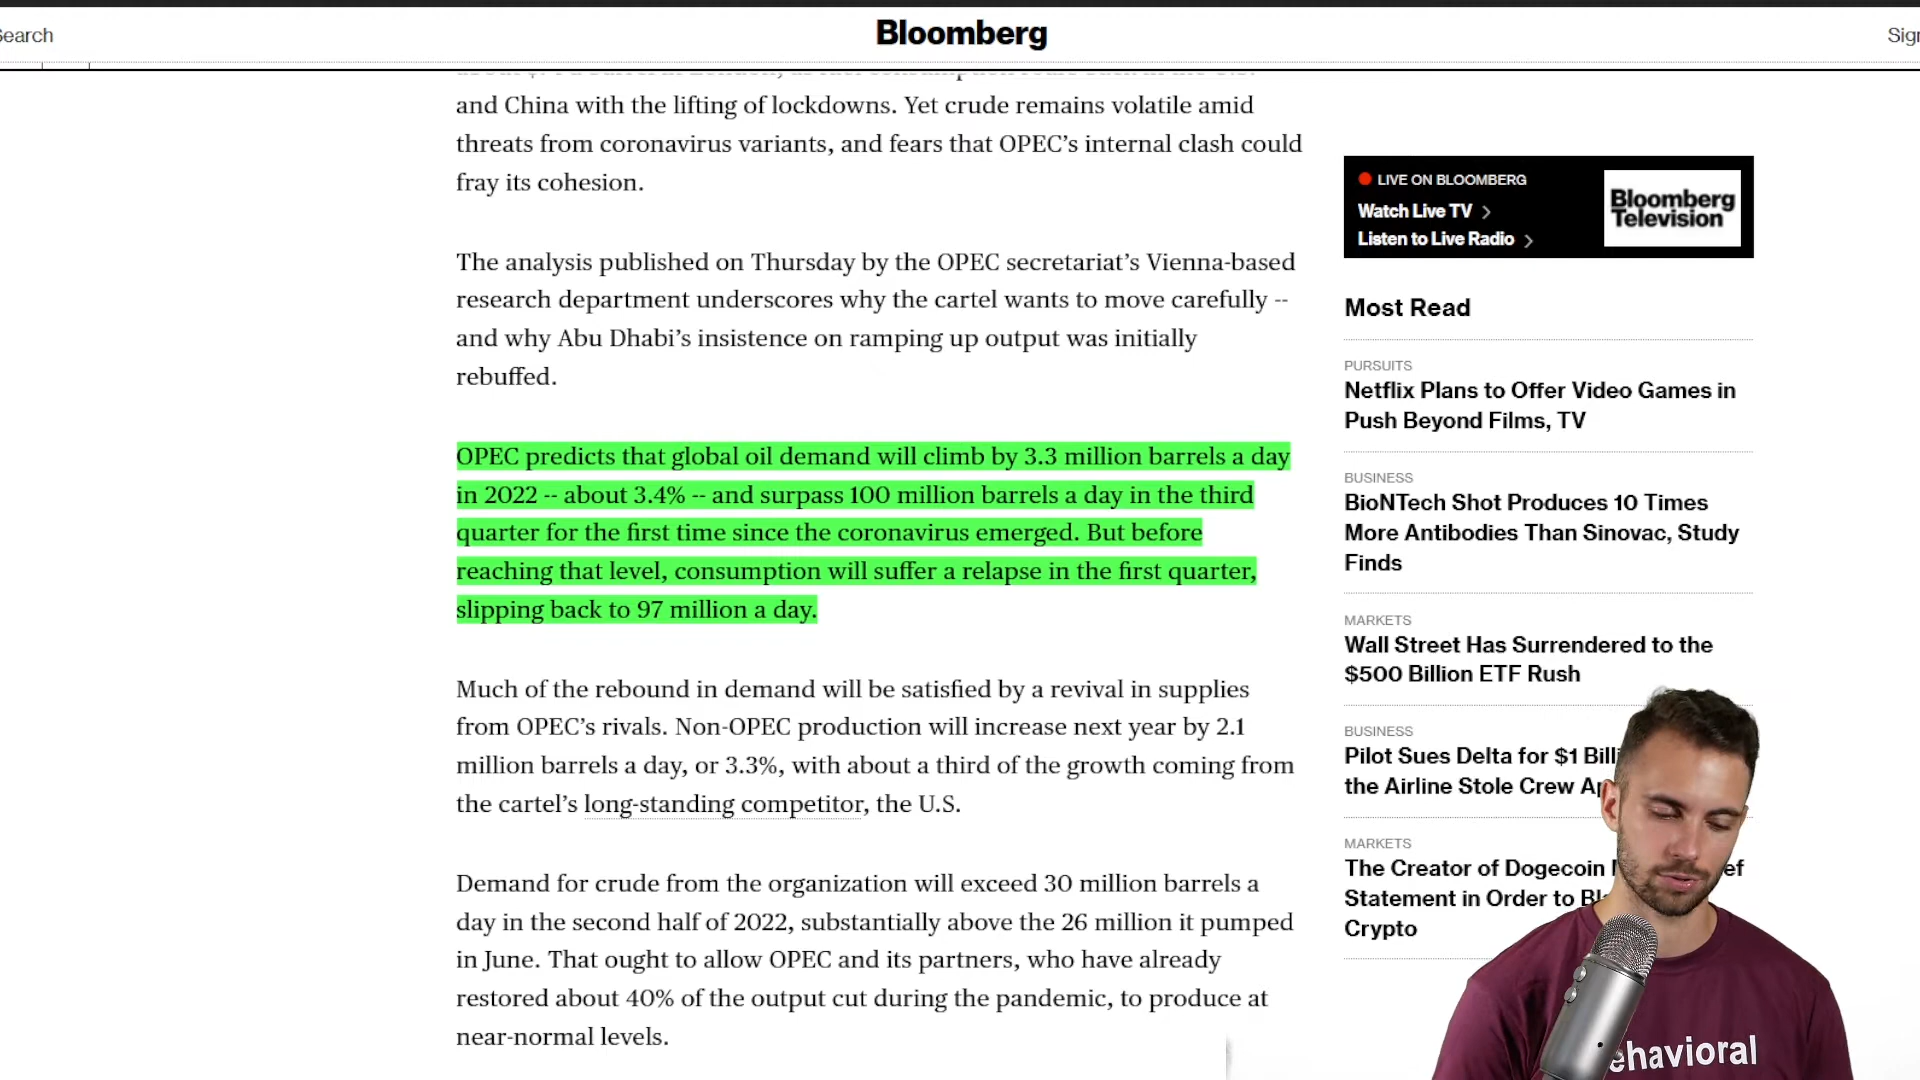 Search
Bloomberg
and China with the lifting of lockdowns. Yet crude remains volatile amid
threats from coronavirus variants, and fears that OPEC’s internal clash could
fray its cohesion.
The analysis published on Thursday by the OPEC secretariat’s Vienna-based
research department underscores why the cartel wants to move carefully --
and why Abu Dhabi’s insistence on ramping up output was initially
rebuffed.
OPEC predicts that global oil demand will climb by 3.3 million barrels a day
in 2022 -- about 3.4% -- and surpass 100 million barrels a day in the third
quarter for the first time since the coronavirus emerged. But before
reaching that level, consumption will suffer a relapse in the first quarter,
slipping back to 97 million a day.
Much of the rebound in demand will be satisfied by a revival in supplies
from OPEC’s rivals. Non-OPEC production will increase next year by 2.1
million barrels a day, or 3.3%, with about a third of the growth coming from
the cartel’s long-standing competitor, the U.S.
Demand for crude from the organization will exceed 30 million barrels a
day in the second half of 2022, substantially above the 26 million it pumped
in June. That ought to allow OPEC and its partners, who have already
restored about 40% of the output cut during the pandemic, to produce at
near-normal levels.
LIVE ON BLOOMBERG
Watch Live TV
Listen to Live Radio
Bloomberg
Television
Most Read
PURSUITS
Netflix Plans to Offer Video Games in
Push Beyond Films, TV
BUSINESS
BioNTech Shot Produces 10 Times
More Antibodies Than Sinovac, Study
Finds
MARKETS
Wall Street Has Surrendered to the
$500 Billion ETF Rush
BUSINESS
Pilot Sues Delta for $1 Billi
the Airline Stole Crew Ap
MARKETS
The Creator of Dogecoin ef
Statement in Order to Bl
Crypto
ehavioral